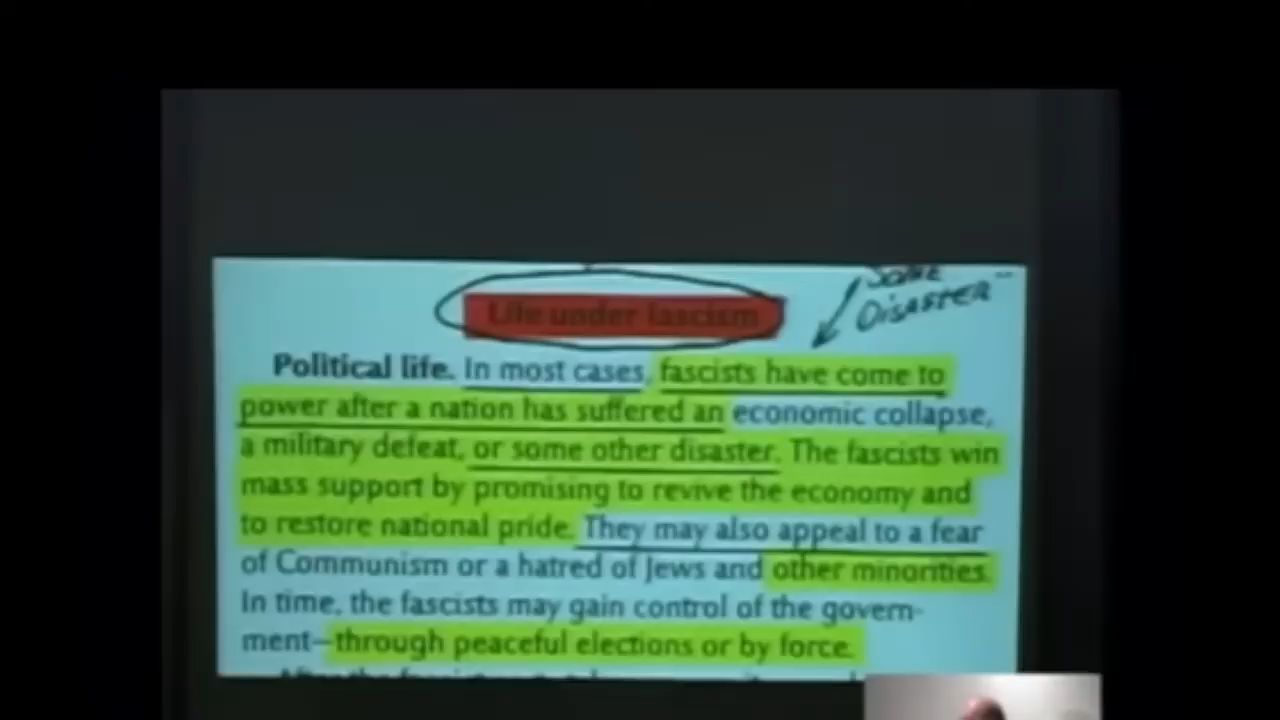 Life under fascism
Some
Disaster
Political life. In most cases, fascists have come to
power after a nation has suffered an economic collapse,
a military defeat, or some other disaster. The fascists win
mass support by promising to revive the economy and
to restore national pride. They may also appeal to a fear
of Communism or a hatred of Jews and other minorities.
In time, the fascists may gain control of the govern-
ment—through peaceful elections or by force.